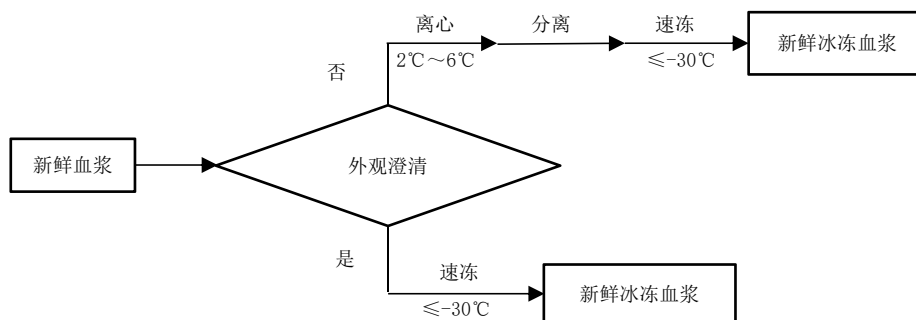 离心
分离
速冻
新鲜冰冻血浆
2℃～6℃
≤-30℃
否
新鲜血浆
外观澄清
是
速冻
新鲜冰冻血浆
≤-30℃